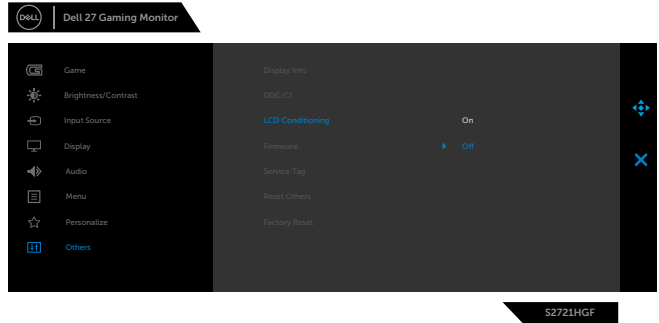 DELL
Dell 27 Gaming Monitor
Game
Brightness/Contrast
Input Source
Display
Audio
Menu
Personalize
Others
Display Info
DDC/CI
LCD Conditioning
On
Firmware
Off
Service Tag
Reset Others
Factory Reset
S2721HGF